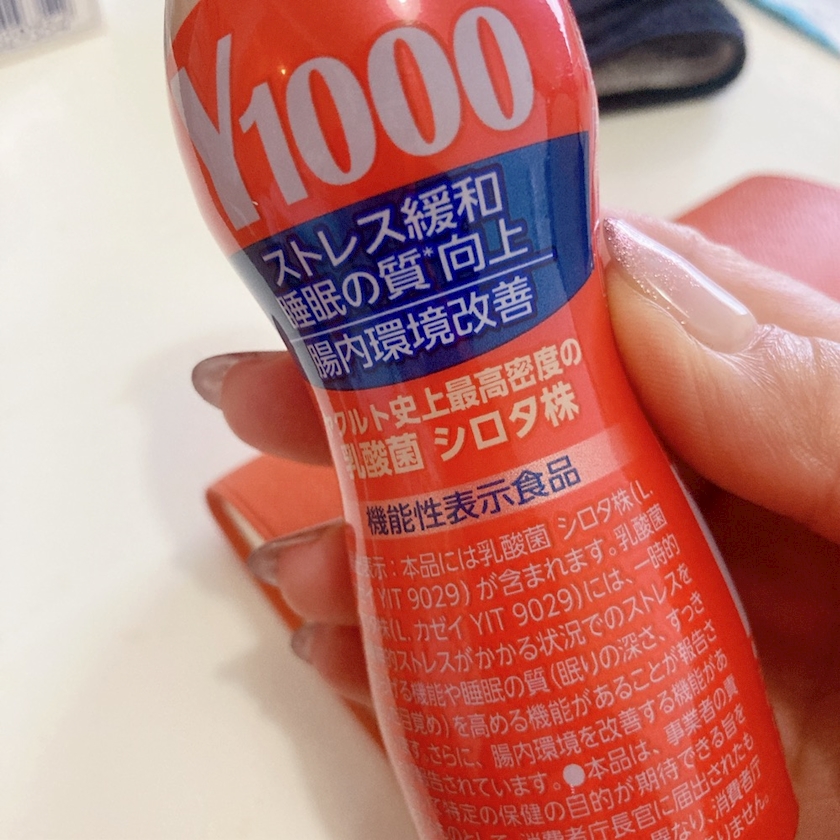 Y1000
ストレス緩和
睡眠の質*向上
腸内環境改善
クルト史上最高密度の
乳酸菌 シロタ株
機能性表示食品
表示：本品には乳酸菌 シロタ株(L.
YIT 9029) が含まれます。乳酸菌
株(L.カゼイ YIT 9029)には、一時的
的ストレスがかかる状況でのストレスを
機能や睡眠の質(眠りの深さ、すっき
目覚め)を高める機能があることが報告さ
さらに、腸内環境を改善する機能があ
告されています。●本品は、事業者の責
特定の保健の目的が期待できる旨を
消費者庁長官に届出されたも